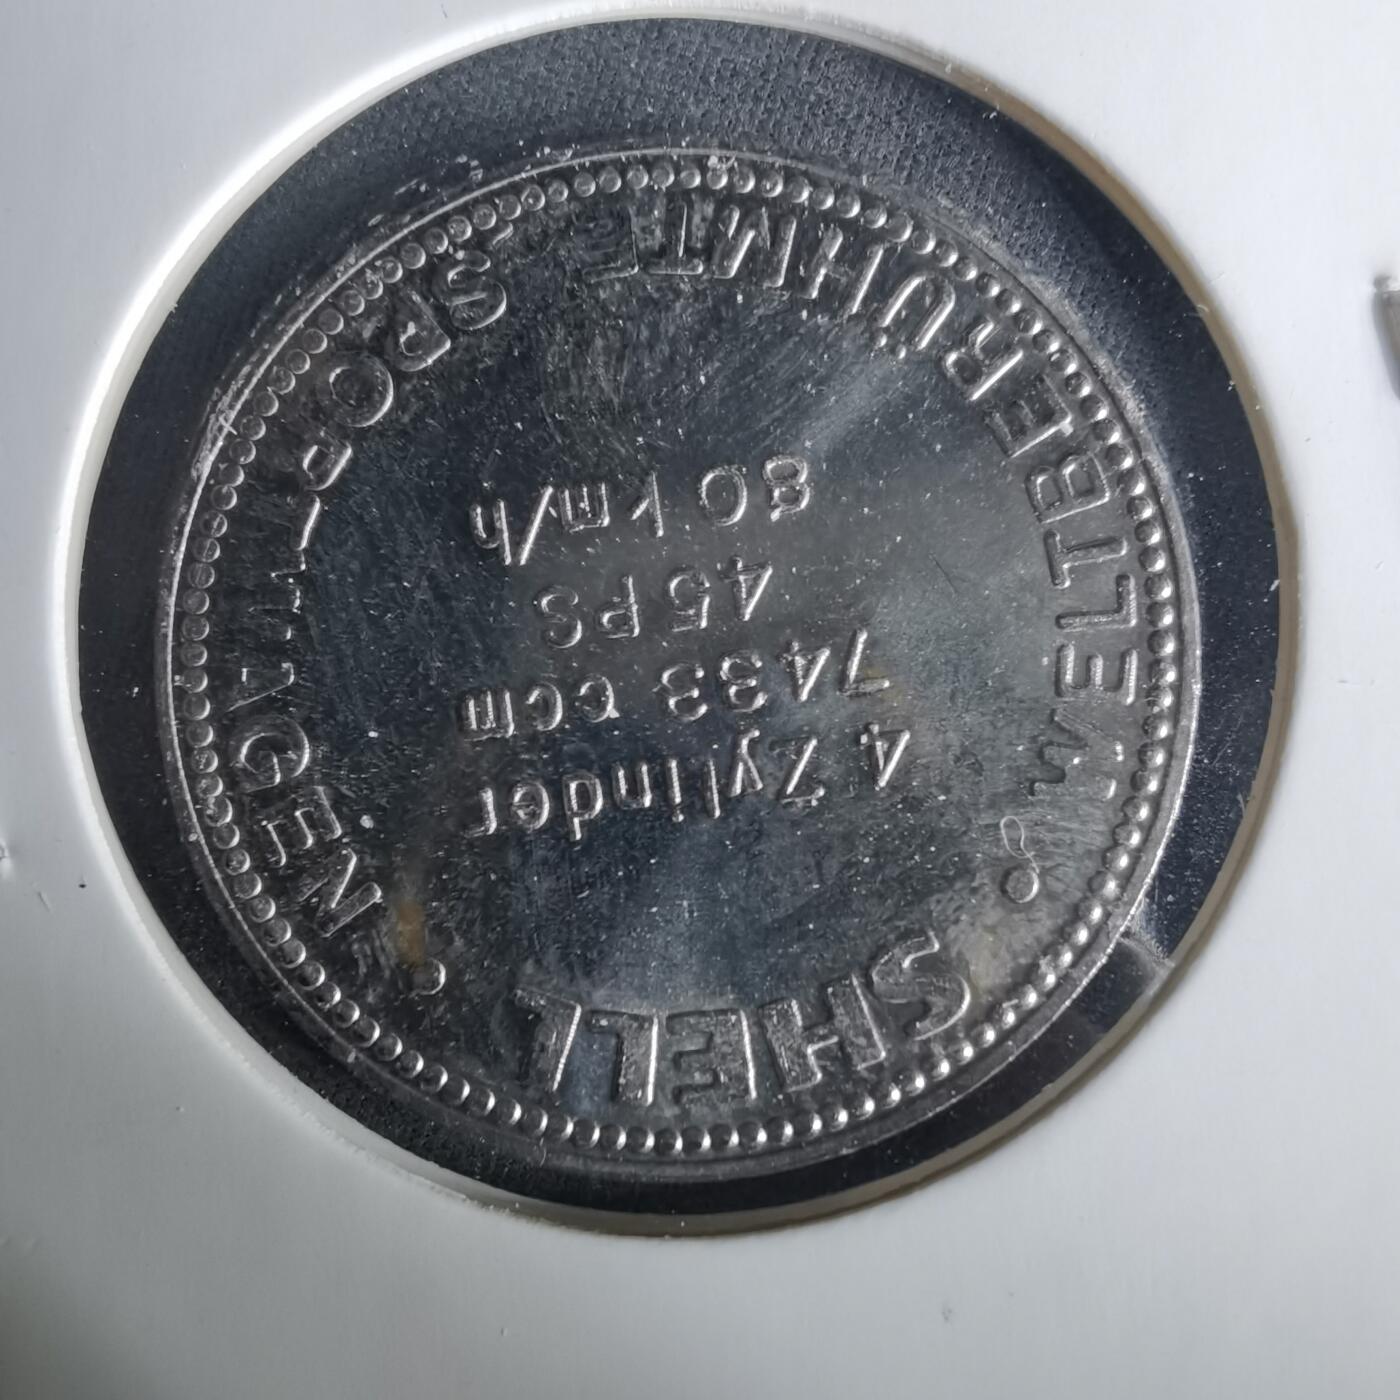 SHELL
4 Zylinder
7433 ccm
45 PS
80 km/h
WELTBERÜHMTE SPORTWAGEN